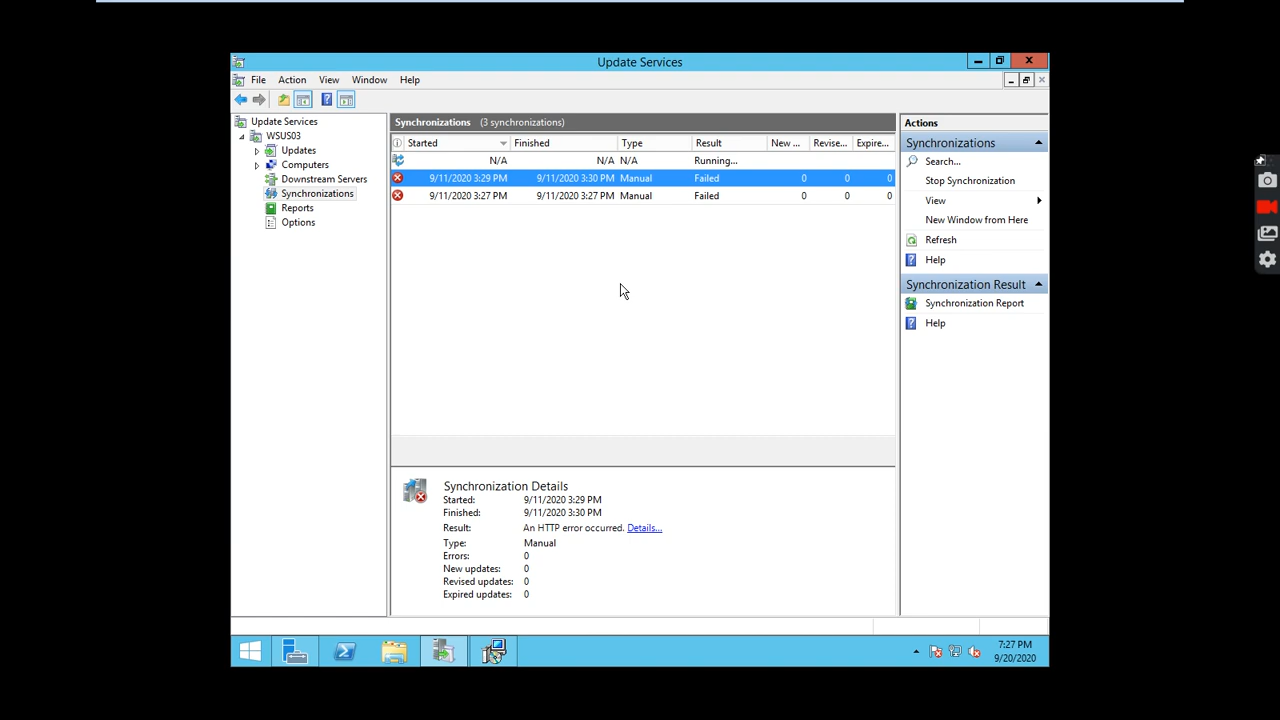 Update Services
File Action View Window Help
Update Services
WSUS03
Updates
Computers
Downstream Servers
Synchronizations
Reports
Options
Synchronizations (3 synchronizations)
Started Finished Type Result New ... Revise... Expire...
N/A N/A N/A Running...
9/11/2020 3:29 PM 9/11/2020 3:30 PM Manual Failed 0 0 0
9/11/2020 3:27 PM 9/11/2020 3:27 PM Manual Failed 0 0 0
Synchronization Details
Started: 9/11/2020 3:29 PM
Finished: 9/11/2020 3:30 PM
Result: An HTTP error occurred. Details...
Type: Manual
Errors: 0
New updates: 0
Revised updates: 0
Expired updates: 0
Actions
Synchronizations
Search...
Stop Synchronization
View
New Window from Here
Refresh
Help
Synchronization Result
Synchronization Report
Help
7:27 PM
9/20/2020